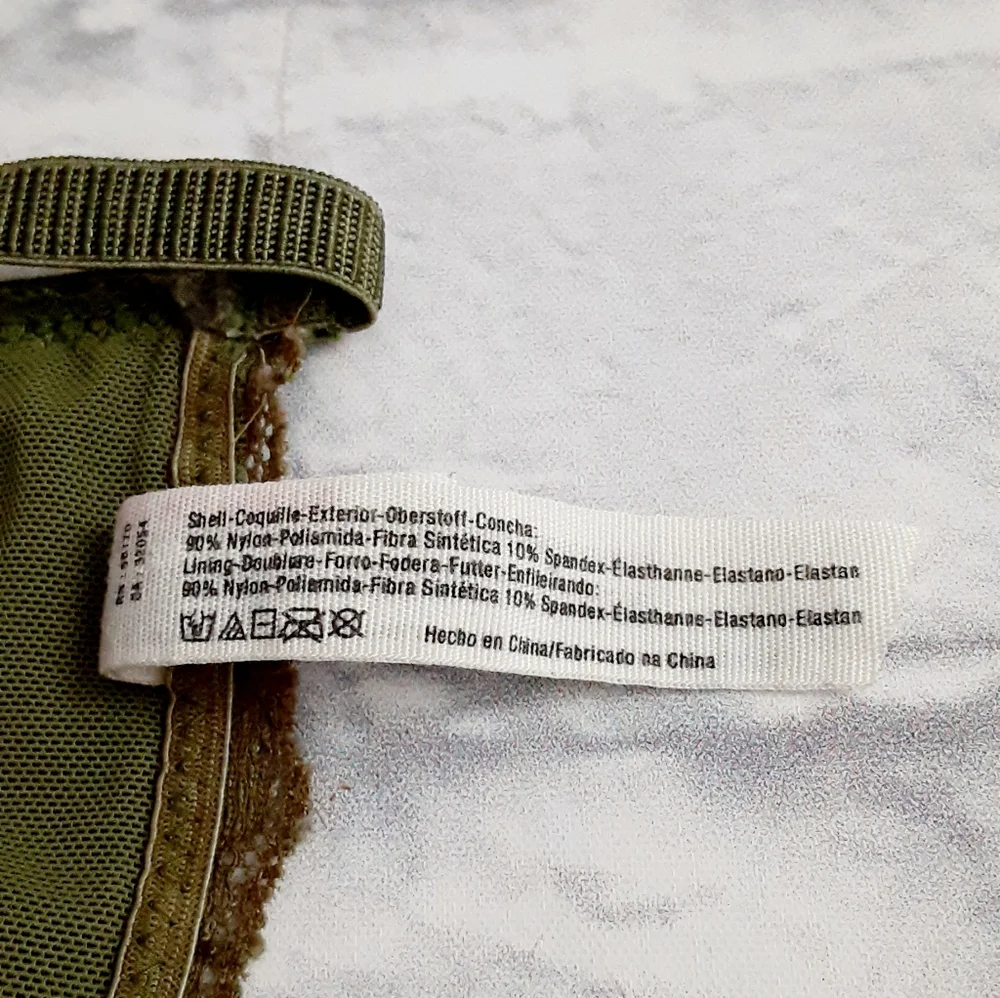 Shell-Coquille-Exterior-Oberstoff-Concha:
90% Nylon-Poliamida-Fibra Sintética 10% Spandex-Élasthanne-Elastano-Elastan
Lining-Doublure-Forro-Fodera-Futter-Enfileirando:
90% Nylon-Poliamida-Fibra Sintética 10% Spandex-Élasthanne-Elastano-Elastan
Hecho en China/Fabricado na China